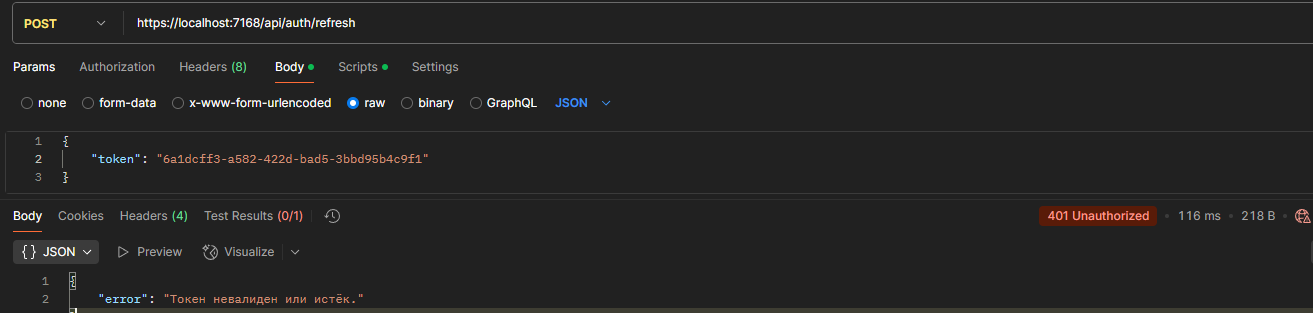 POST https://localhost:7168/api/auth/refresh
Params Authorization Headers (8) Body Scripts Settings
none form-data x-www-form-urlencoded raw binary GraphQL JSON
1 {
2 "token": "6a1dcff3-a582-422d-bad5-3bbd95b4c9f1"
3 }
Body Cookies Headers (4) Test Results (0/1) 401 Unauthorized • 116 ms • 218 B
{} JSON Preview Visualize
1 {
2 "error": "Токен невалиден или истёк."